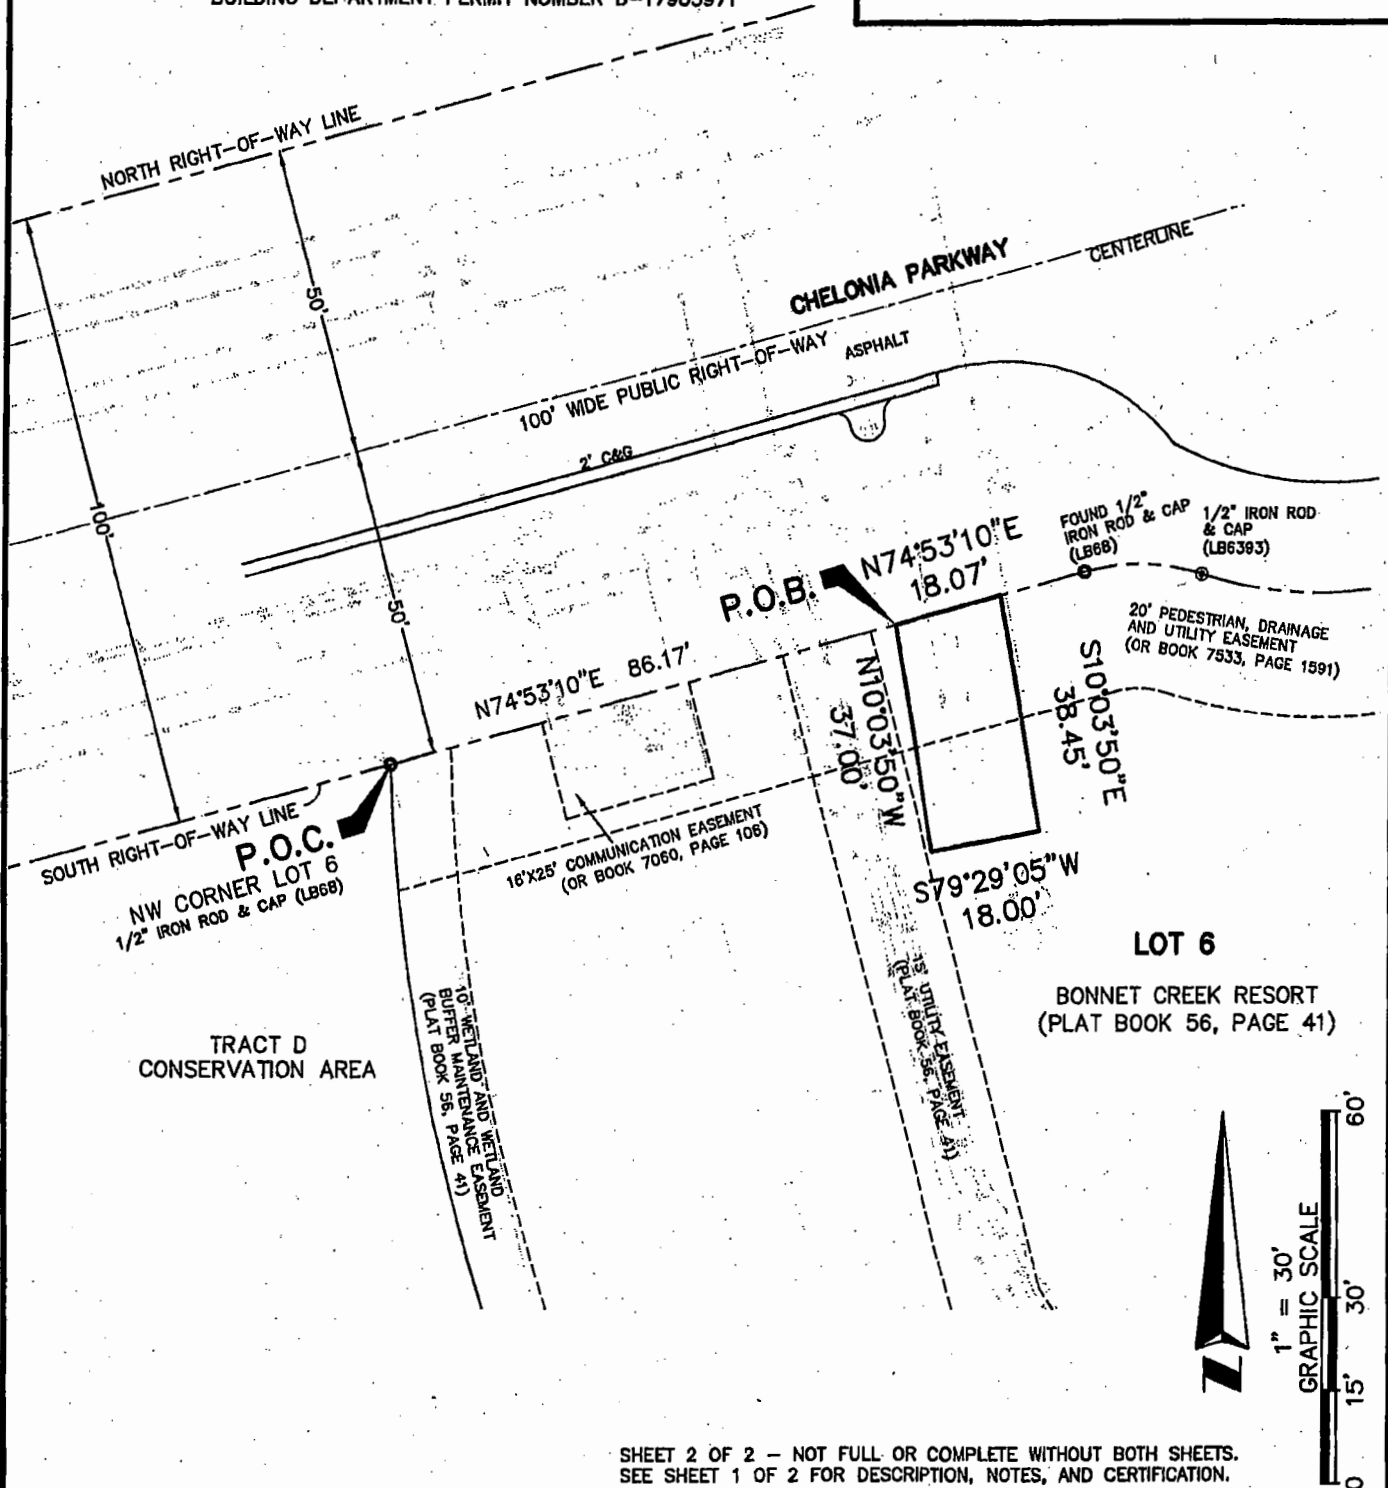 BUILDING DEPARTMENT PERMIT NUMBER B-17903971
NORTH RIGHT-OF-WAY LINE
50'
100'
CHELONIA PARKWAY
CENTERLINE
100' WIDE PUBLIC RIGHT-OF-WAY
ASPHALT
2' C&G
50'
FOUND 1/2"
IRON ROD & CAP
(LB68)
1/2" IRON ROD
& CAP
(LB6393)
N74°53'10"E
18.07'
P.O.B.
20' PEDESTRIAN, DRAINAGE
AND UTILITY EASEMENT
(OR BOOK 7533, PAGE 1591)
N74°53'10"E 86.17'
N10°03'50"W
37.00'
S10°03'50"E
38.45'
SOUTH RIGHT-OF-WAY LINE
P.O.C.
NW CORNER LOT 6
1/2" IRON ROD & CAP (LB68)
16'X25' COMMUNICATION EASEMENT
(OR BOOK 7060, PAGE 106)
S79°29'05"W
18.00'
LOT 6
BONNET CREEK RESORT
(PLAT BOOK 56, PAGE 41)
15' UTILITY EASEMENT
(PLAT BOOK 56, PAGE 41)
10' WETLAND AND WETLAND
BUFFER MAINTENANCE EASEMENT
(PLAT BOOK 56, PAGE 41)
TRACT D
CONSERVATION AREA
N
1" = 30'
GRAPHIC SCALE
60'
30'
15'
0
SHEET 2 OF 2 – NOT FULL OR COMPLETE WITHOUT BOTH SHEETS.
SEE SHEET 1 OF 2 FOR DESCRIPTION, NOTES, AND CERTIFICATION.